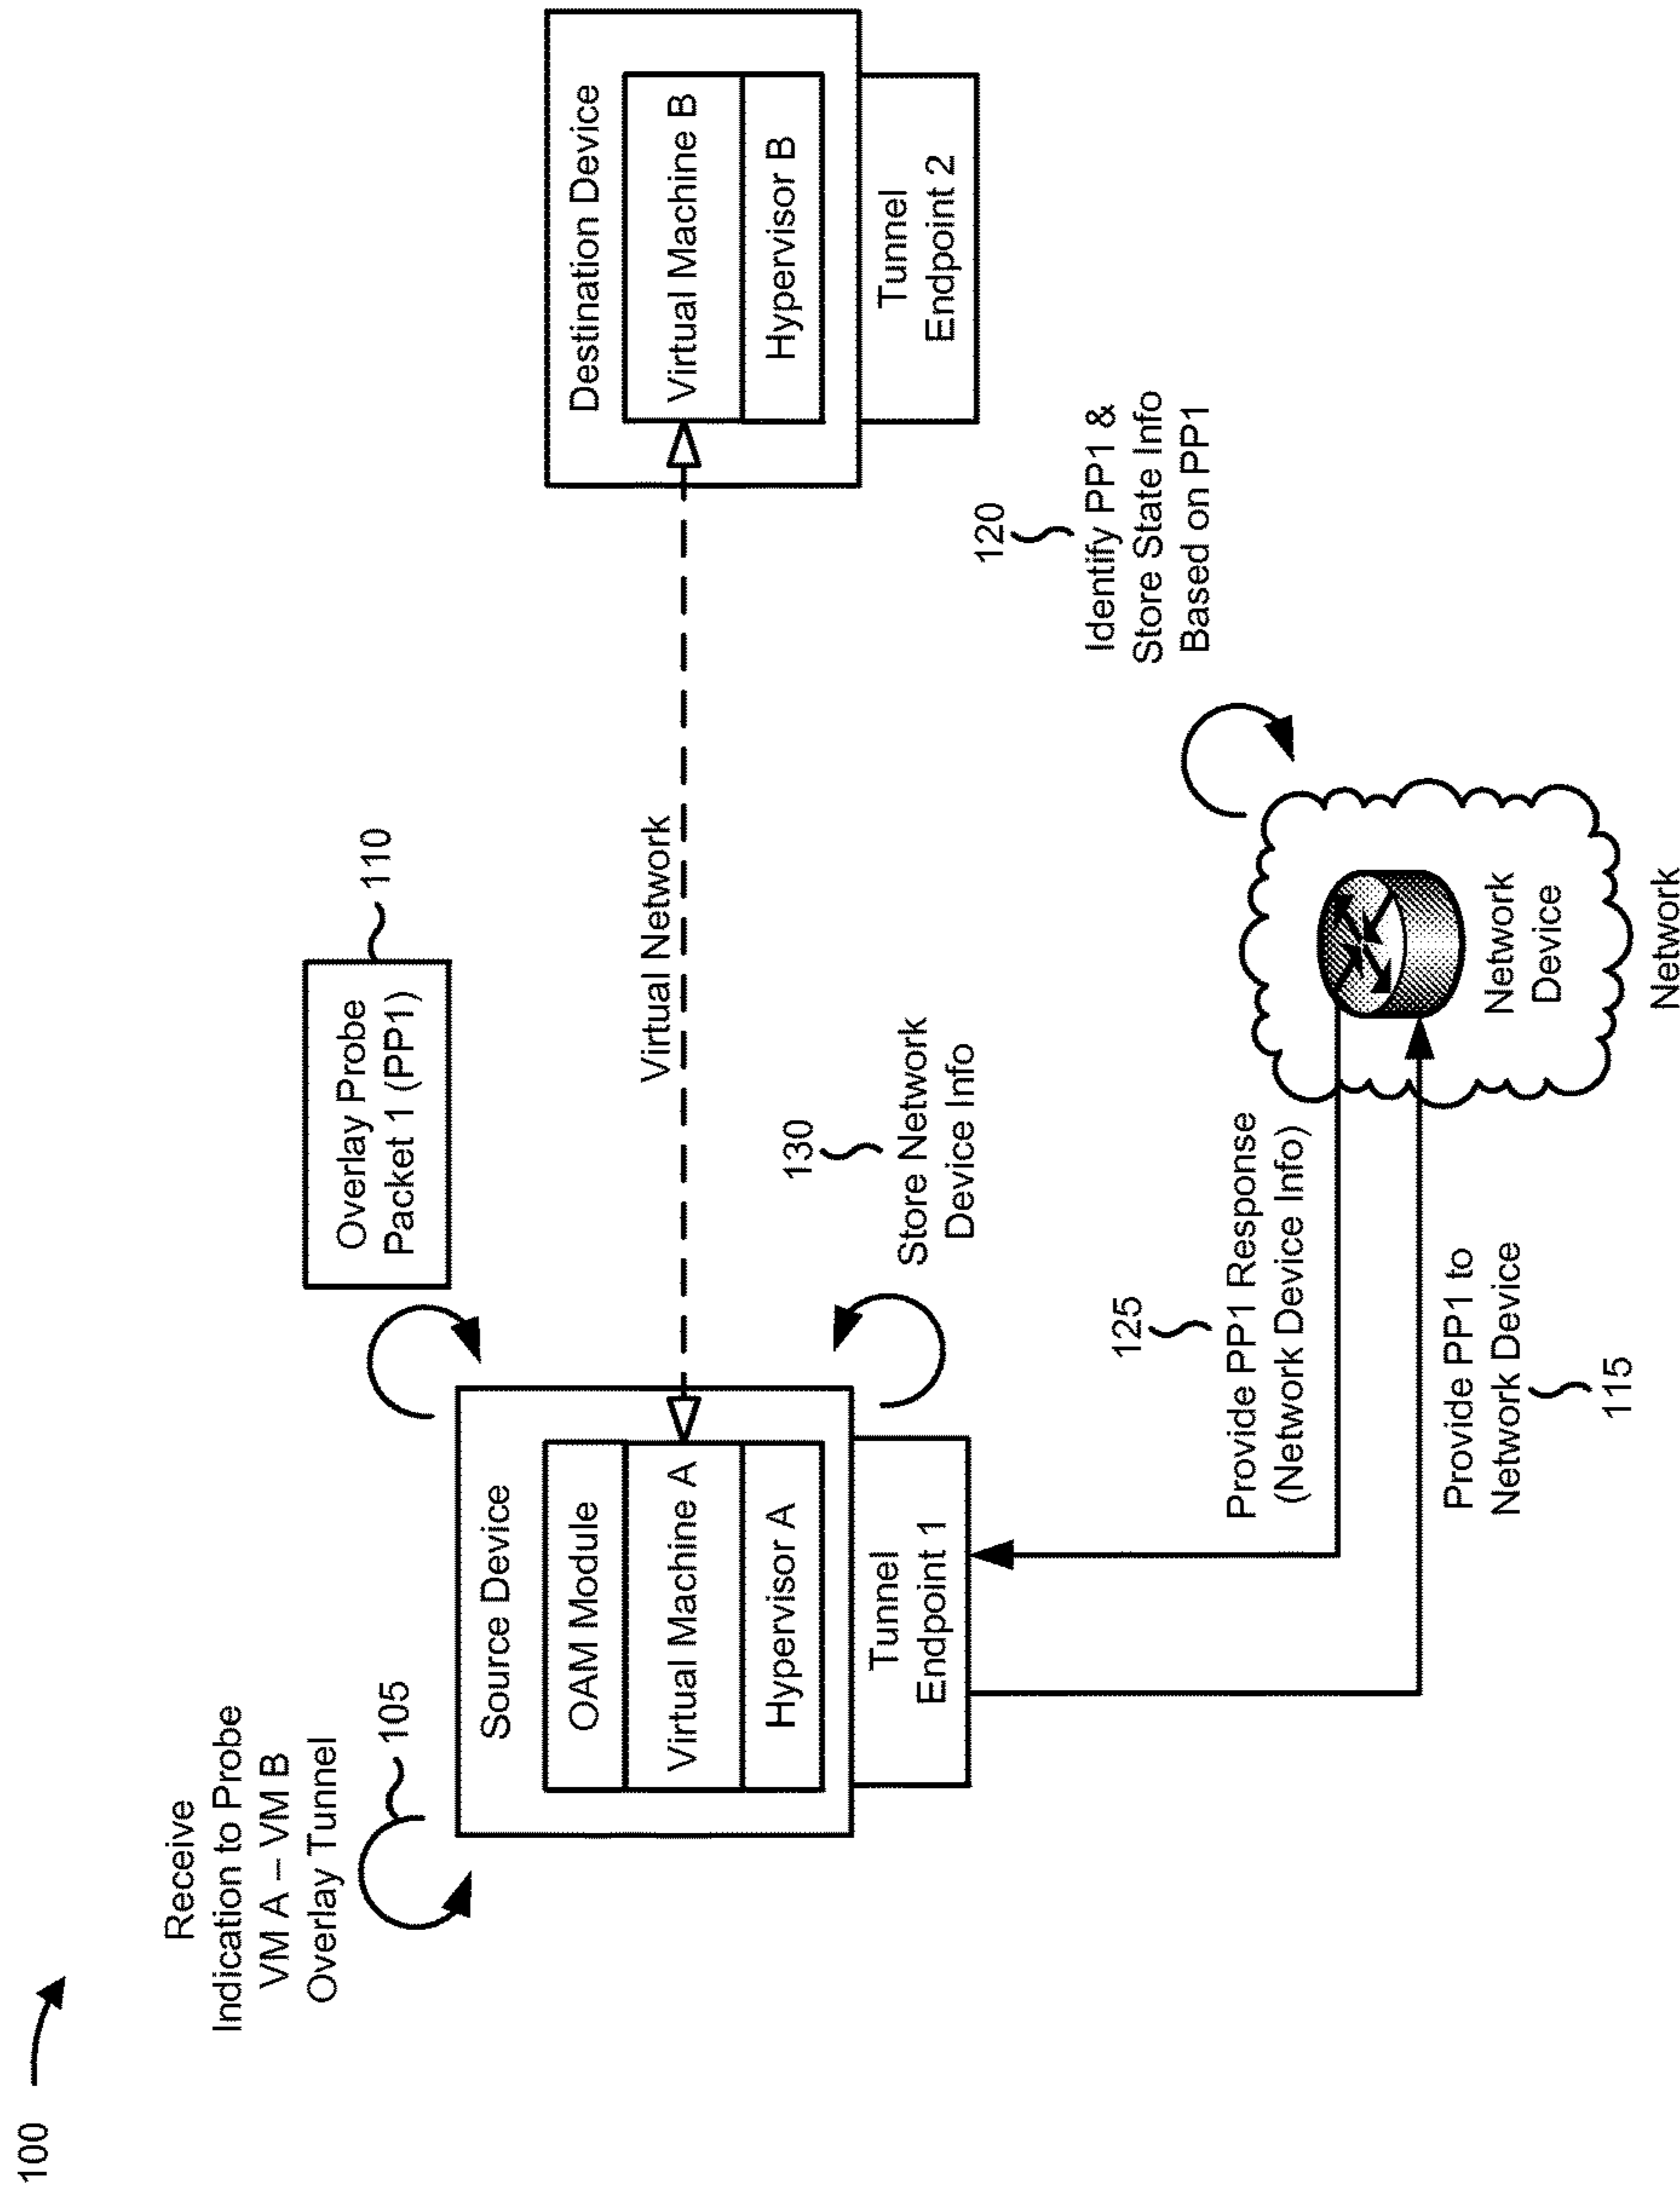 100
Receive
Indication to Probe
VM A – VM B
Overlay Tunnel
105
Overlay Probe
Packet 1 (PP1)
110
Source Device
OAM Module
Virtual Machine A
Hypervisor A
Tunnel
Endpoint 1
Virtual Network
Destination Device
Virtual Machine B
Hypervisor B
Tunnel
Endpoint 2
130
Store Network
Device Info
120
Identify PP1 &
Store State Info
Based on PP1
125
Provide PP1 Response
(Network Device Info)
Provide PP1 to
Network Device
115
Network
Device
Network